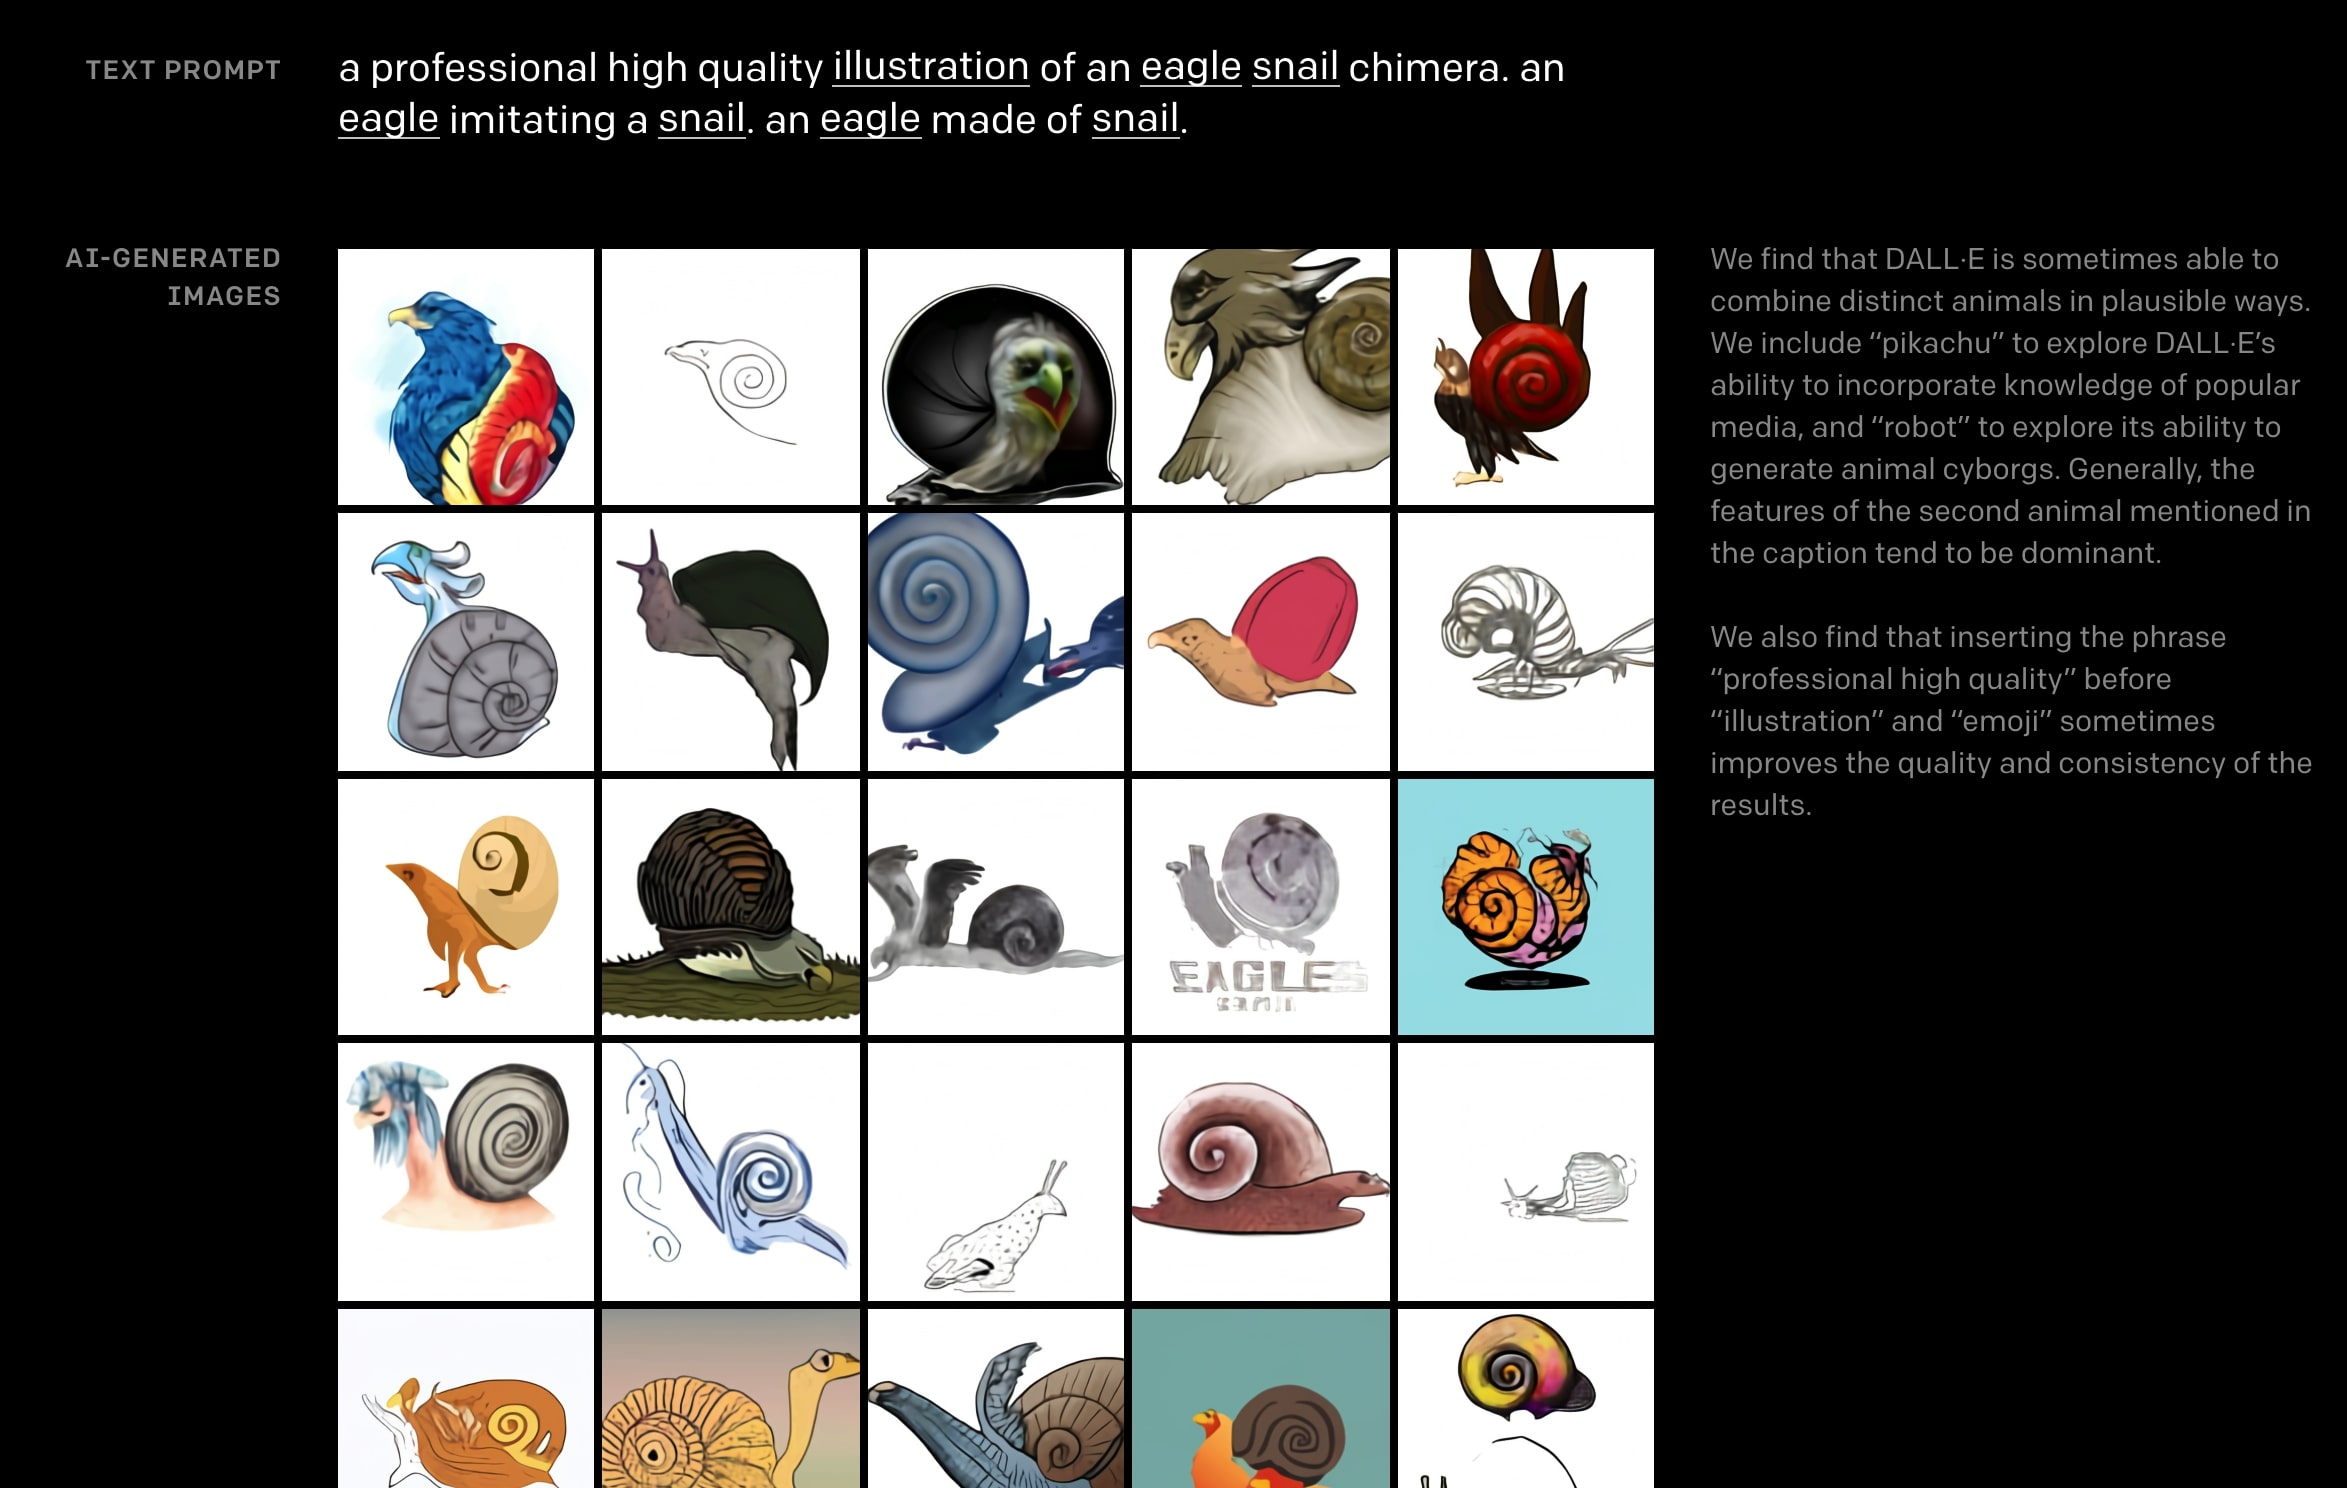 TEXT PROMPT
a professional high quality illustration of an eagle snail chimera. an
eagle imitating a snail. an eagle made of snail.
AI-GENERATED
IMAGES
We find that DALL·E is sometimes able to
combine distinct animals in plausible ways.
We include “pikachu” to explore DALL·E’s
ability to incorporate knowledge of popular
media, and “robot” to explore its ability to
generate animal cyborgs. Generally, the
features of the second animal mentioned in
the caption tend to be dominant.
We also find that inserting the phrase
“professional high quality” before
“illustration” and “emoji” sometimes
improves the quality and consistency of the
results.
EAGLES